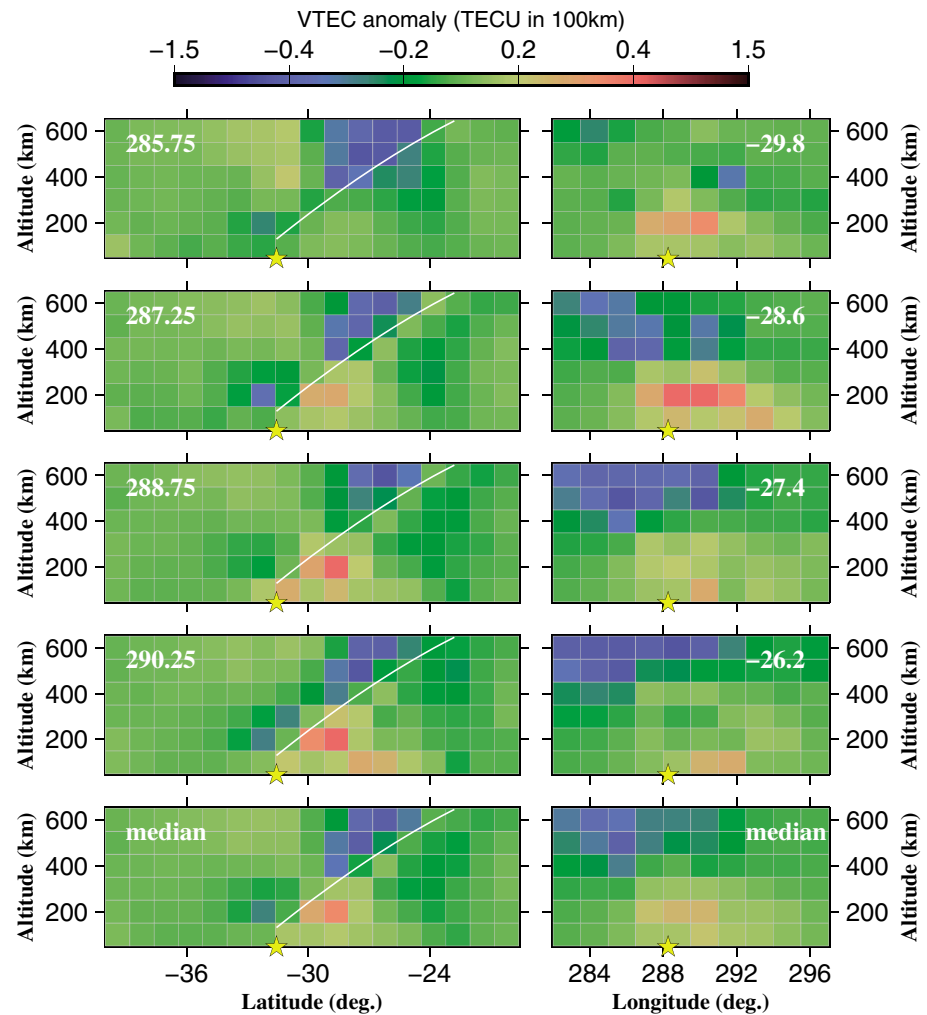 VTEC anomaly (TECU in 100km)
−1.5 −0.4 −0.2 0.2 0.4 1.5
Altitude (km) 600 400 200 285.75 −29.8 600 400 200 Altitude (km)
Altitude (km) 600 400 200 287.25 −28.6 600 400 200 Altitude (km)
Altitude (km) 600 400 200 288.75 −27.4 600 400 200 Altitude (km)
Altitude (km) 600 400 200 290.25 −26.2 600 400 200 Altitude (km)
Altitude (km) 600 400 200 median median 600 400 200 Altitude (km)
−36 −30 −24 284 288 292 296
Latitude (deg.) Longitude (deg.)